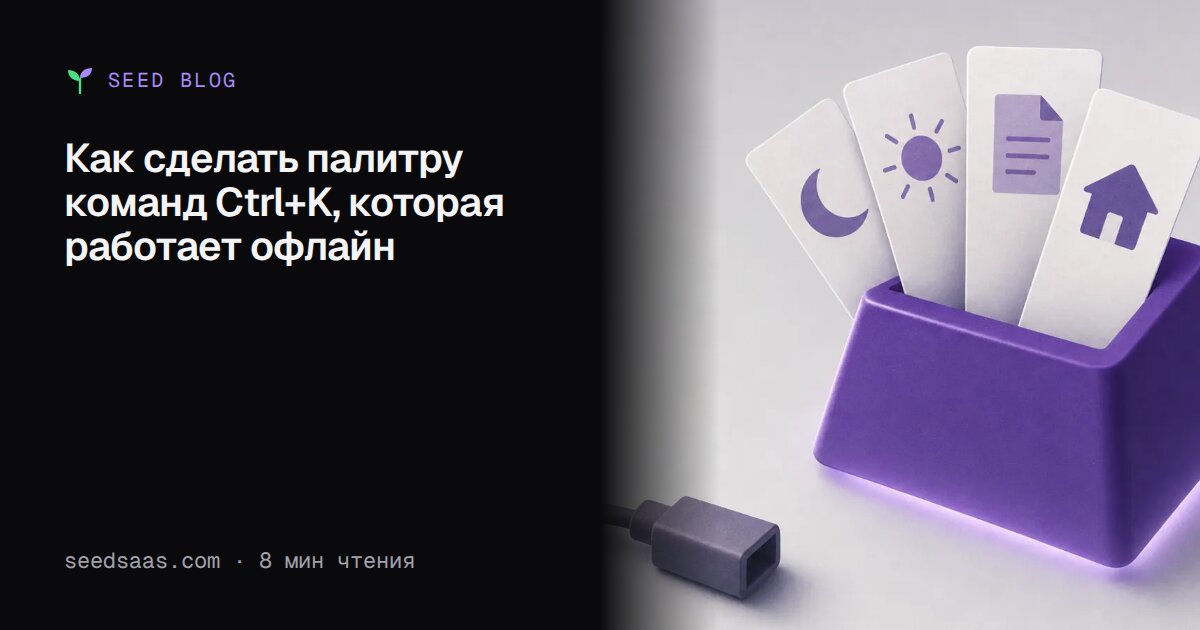 SEED BLOG
Как сделать палитру
команд Ctrl+K, которая
работает офлайн
seedsaas.com · 8 мин чтения